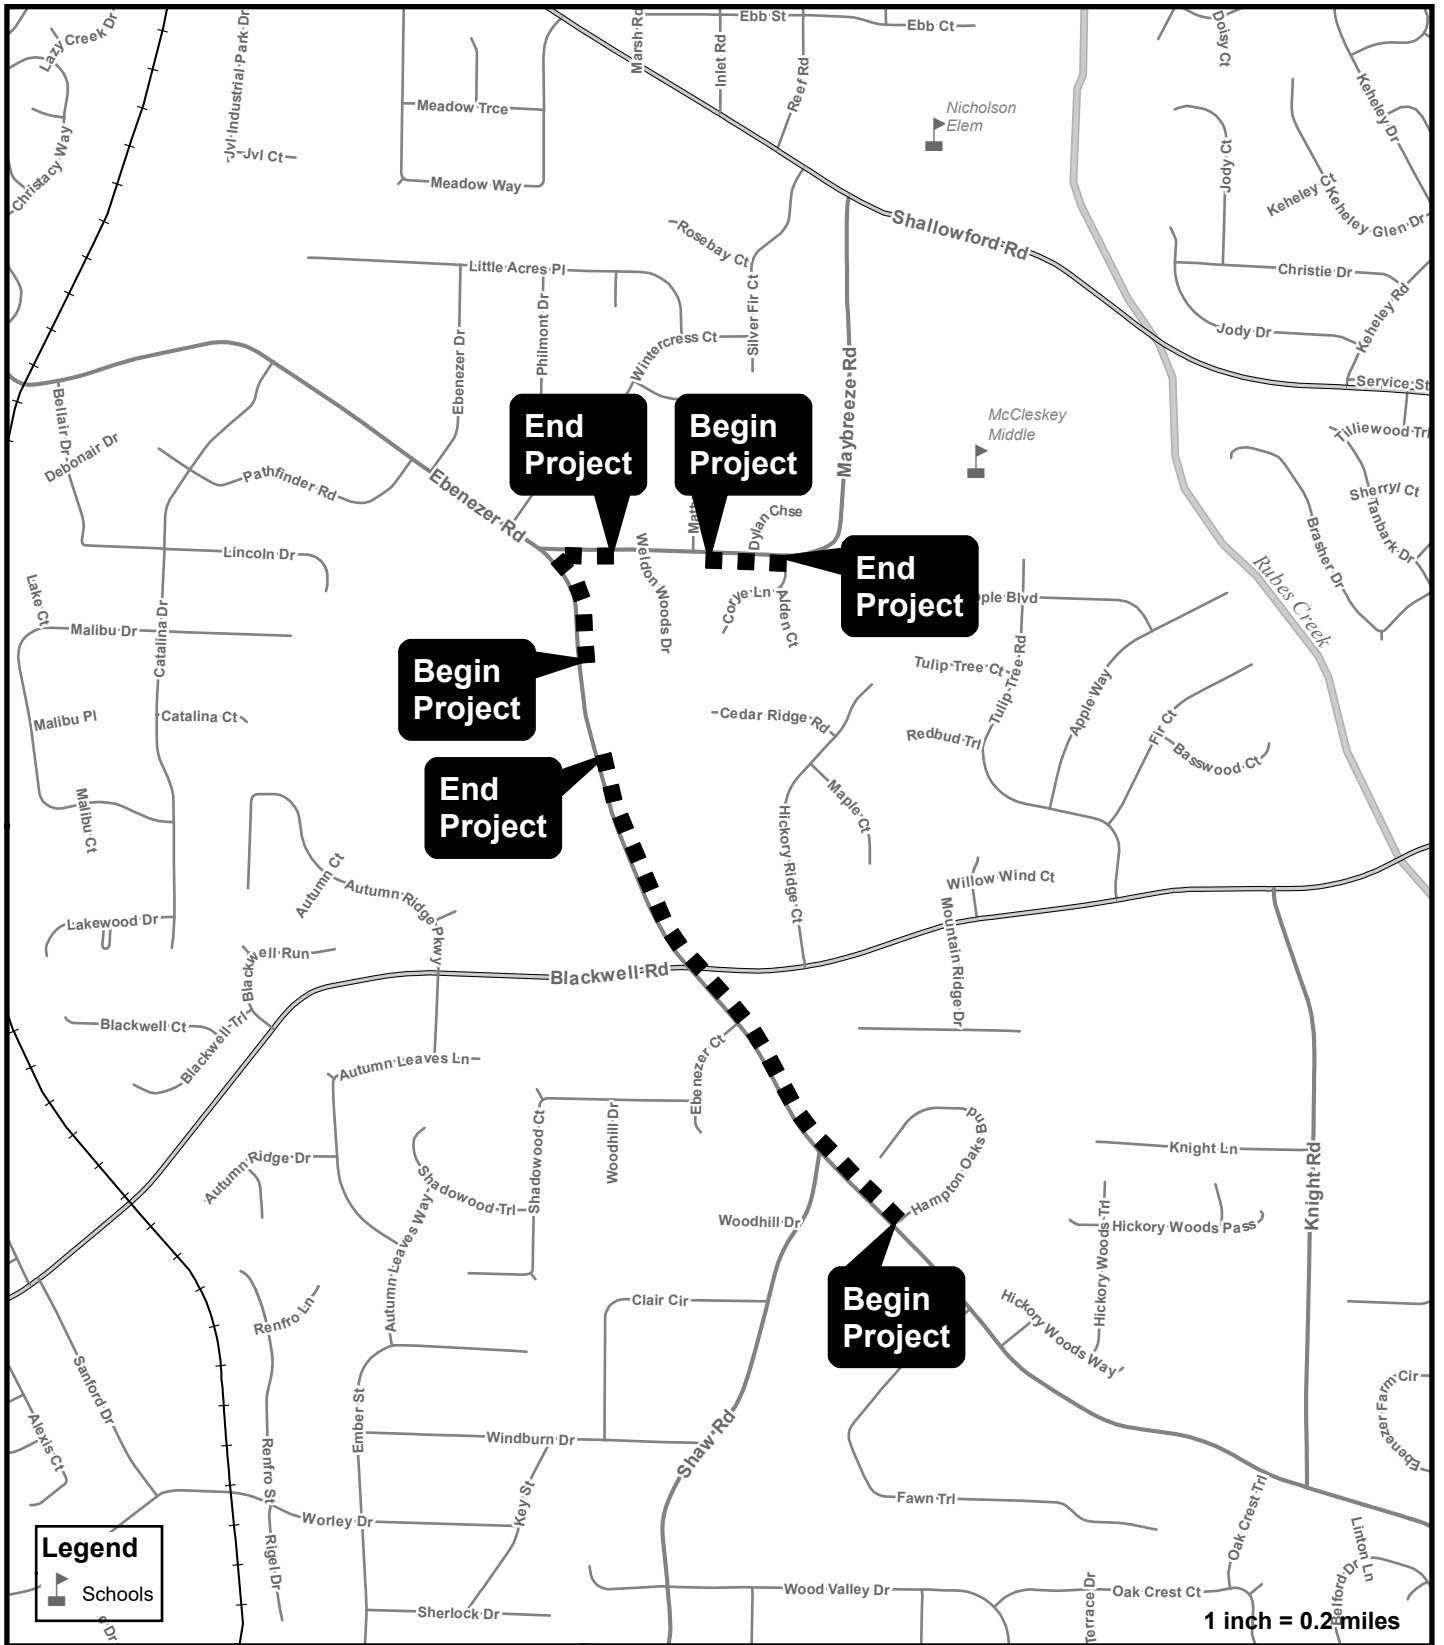 Lazy Creek Dr
Jvl Industrial Park Dr
Marsh Rd
Inlet Rd
Ebb St
Ebb Ct
Reef Rd
Doisy Ct
Keheley Dr
Meadow Trce
Nicholson
Elem
Christacy Way
Jvl Ct
Meadow Way
Jody Ct
Keheley Ct
Keheley Glen Dr
Shallowford Rd
Rosebay Ct
Little Acres Pl
Silver Fir Ct
Christie Dr
Keheley Rd
Jody Dr
Philmont Dr
Ebenezer Dr
Wintercress Ct
Maybreeze Rd
Service St
Bellair Dr
Debonair Dr
McCleskey
Middle
Tilliewood Trl
End
Project
Begin
Project
Pathfinder Rd
Ebenezer Rd
Sherryl Ct
Tanbark Dr
Brasher Dr
Matt
Dylan Chse
Lincoln Dr
Weldon Woods Dr
Rubes Creek
End
Project
Corye Ln
Alden Ct
ple Blvd
Lake Ct
Malibu Dr
Catalina Dr
Begin
Project
Tulip Tree Ct
Tulip Tree Rd
Apple Way
Malibu Pl
Catalina Ct
Cedar Ridge Rd
Redbud Trl
Fir Ct
Basswood Ct
End
Project
Malibu Ct
Maple Ct
Hickory Ridge Ct
Autumn Ct
Autumn Ridge Pkwy
Willow Wind Ct
Mountain Ridge Dr
Lakewood Dr
Blackwell Run
Blackwell Rd
Blackwell Ct
Blackwell Trl
Autumn Leaves Ln
Ebenezer Ct
Shadowood Ct
Woodhill Dr
Hampton Oaks Bnd
Knight Ln
Knight Rd
Autumn Ridge Dr
Shadowood Trl
Autumn Leaves Way
Woodhill Dr
Hickory Woods Trl
Hickory Woods Pass
Begin
Project
Renfro Ln
Clair Cir
Hickory Woods Way
Sanford Dr
Ember St
Alexis Ct
Renfro St
Windburn Dr
Shaw Rd
Ebenezer Farm Cir
Key St
Fawn Trl
Oak Crest Trl
Worley Dr
Rigel Dr
Linton Ln
Belford Dr
Legend
Schools
o Dr
Sherlock Dr
Wood Valley Dr
Terrace Dr
Oak Crest Ct
1 inch = 0.2 miles